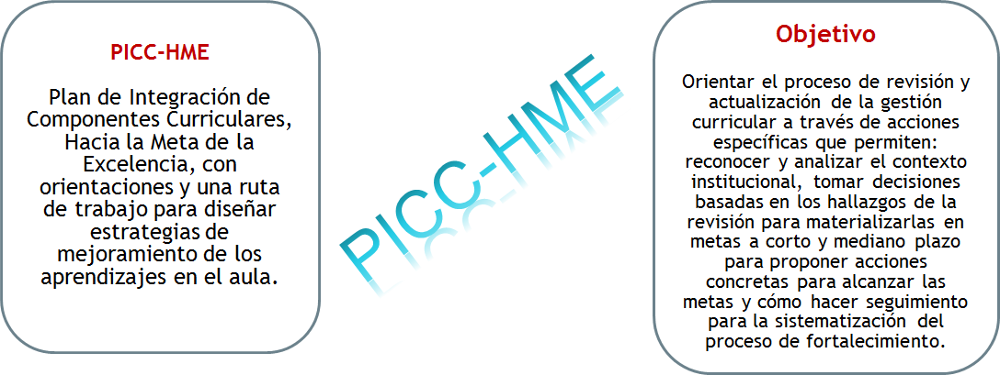 PICC-HME
Plan de Integración de
Componentes Curriculares,
Hacia la Meta de la
Excelencia, con
orientaciones y una ruta
de trabajo para diseñar
estrategias de
mejoramiento de los
aprendizajes en el aula.
PICC-HME
Objetivo
Orientar el proceso de revisión y
actualización de la gestión
curricular a través de acciones
específicas que permiten:
reconocer y analizar el contexto
institucional, tomar decisiones
basadas en los hallazgos de la
revisión para materializarlas en
metas a corto y mediano plazo
para proponer acciones
concretas para alcanzar las
metas y cómo hacer seguimiento
para la sistematización del
proceso de fortalecimiento.